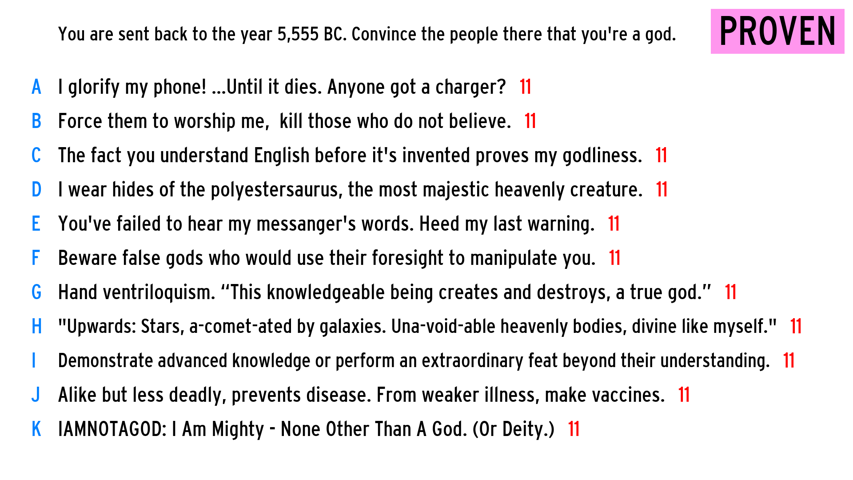 You are sent back to the year 5,555 BC. Convince the people there that you're a god.
PROVEN
A I glorify my phone! ...Until it dies. Anyone got a charger? 11
B Force them to worship me,  kill those who do not believe. 11
C The fact you understand English before it's invented proves my godliness. 11
D I wear hides of the polyestersaurus, the most majestic heavenly creature. 11
E You've failed to hear my messanger's words. Heed my last warning. 11
F Beware false gods who would use their foresight to manipulate you. 11
G Hand ventriloquism. “This knowledgeable being creates and destroys, a true god.” 11
H "Upwards: Stars, a-comet-ated by galaxies. Una-void-able heavenly bodies, divine like myself." 11
I Demonstrate advanced knowledge or perform an extraordinary feat beyond their understanding. 11
J Alike but less deadly, prevents disease. From weaker illness, make vaccines. 11
K IAMNOTAGOD: I Am Mighty - None Other Than A God. (Or Deity.) 11